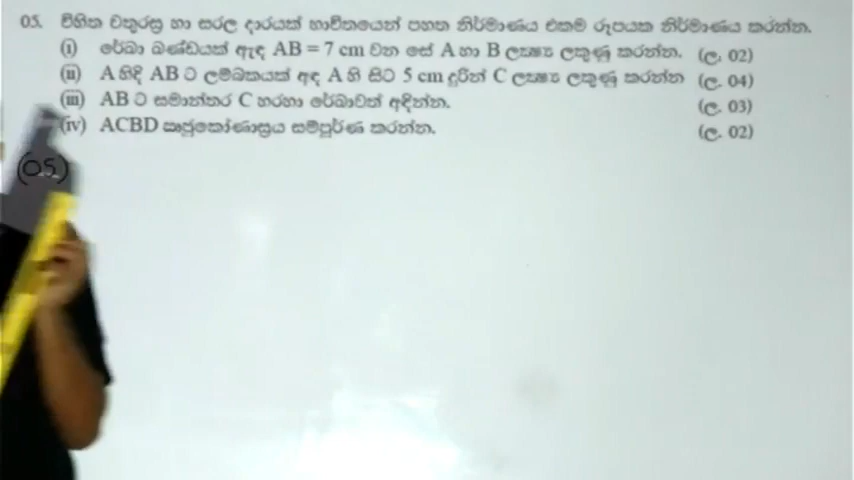 05. විහිත චතුරස්‍ර හා සරල දාරයක් භාවිතයෙන් පහත නිර්මාණය එකම රූපයක නිර්මාණය කරන්න.
(i) රේඛා ඛණ්ඩයක් ඇඳ AB = 7 cm වන සේ A හා B ලක්‍ෂ්‍ය ලකුණු කරන්න. (ල. 02)
(ii) A හිදී AB ට ලම්බකයක් අඳ A හි සිට 5 cm දුරින් C ලක්‍ෂ්‍ය ලකුණු කරන්න (ල. 04)
(iii) AB ට සමාන්තර C හරහා රේඛාවක් අඳින්න. (ල. 03)
(iv) ACBD ඍජුකෝණාස්‍රය සම්පූර්ණ කරන්න. (ල. 02)
(05)